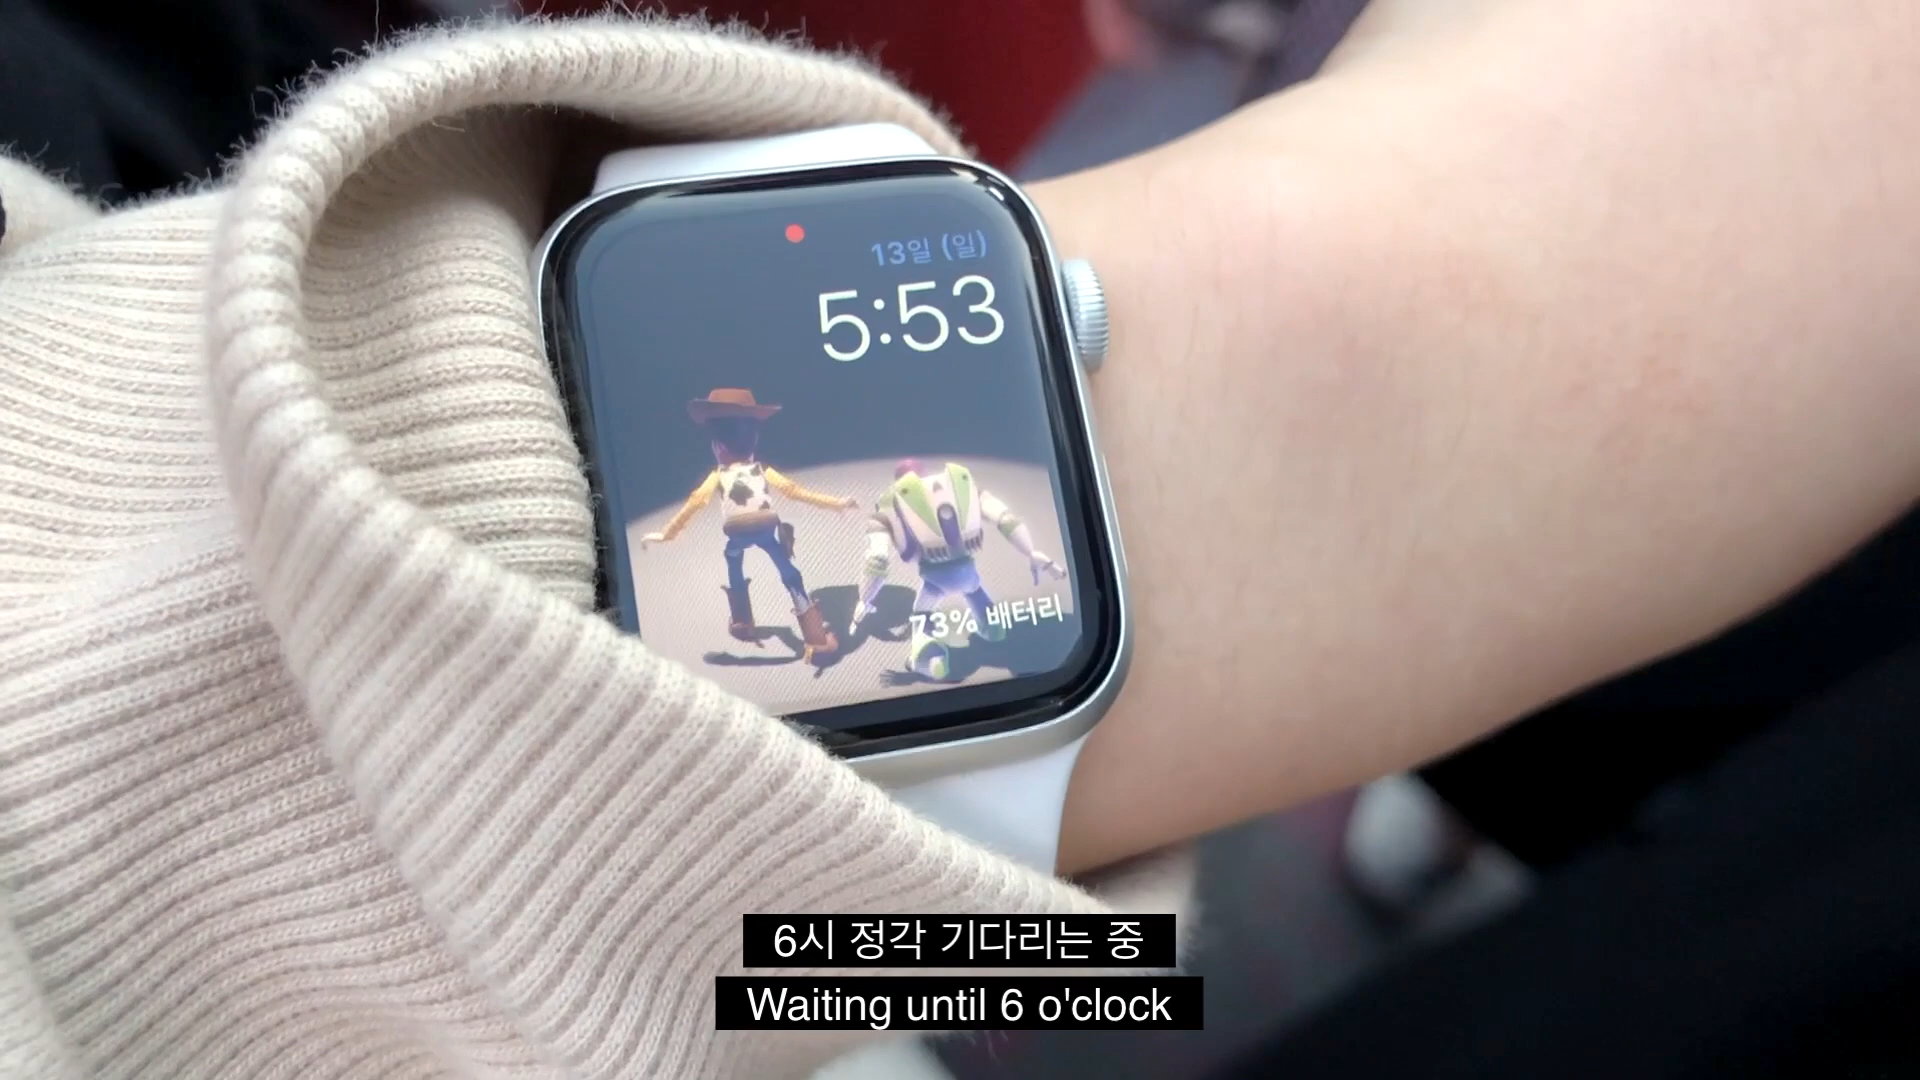 13일 (일)
5:53
73% 배터리
6시 정각 기다리는 중
Waiting until 6 o'clock